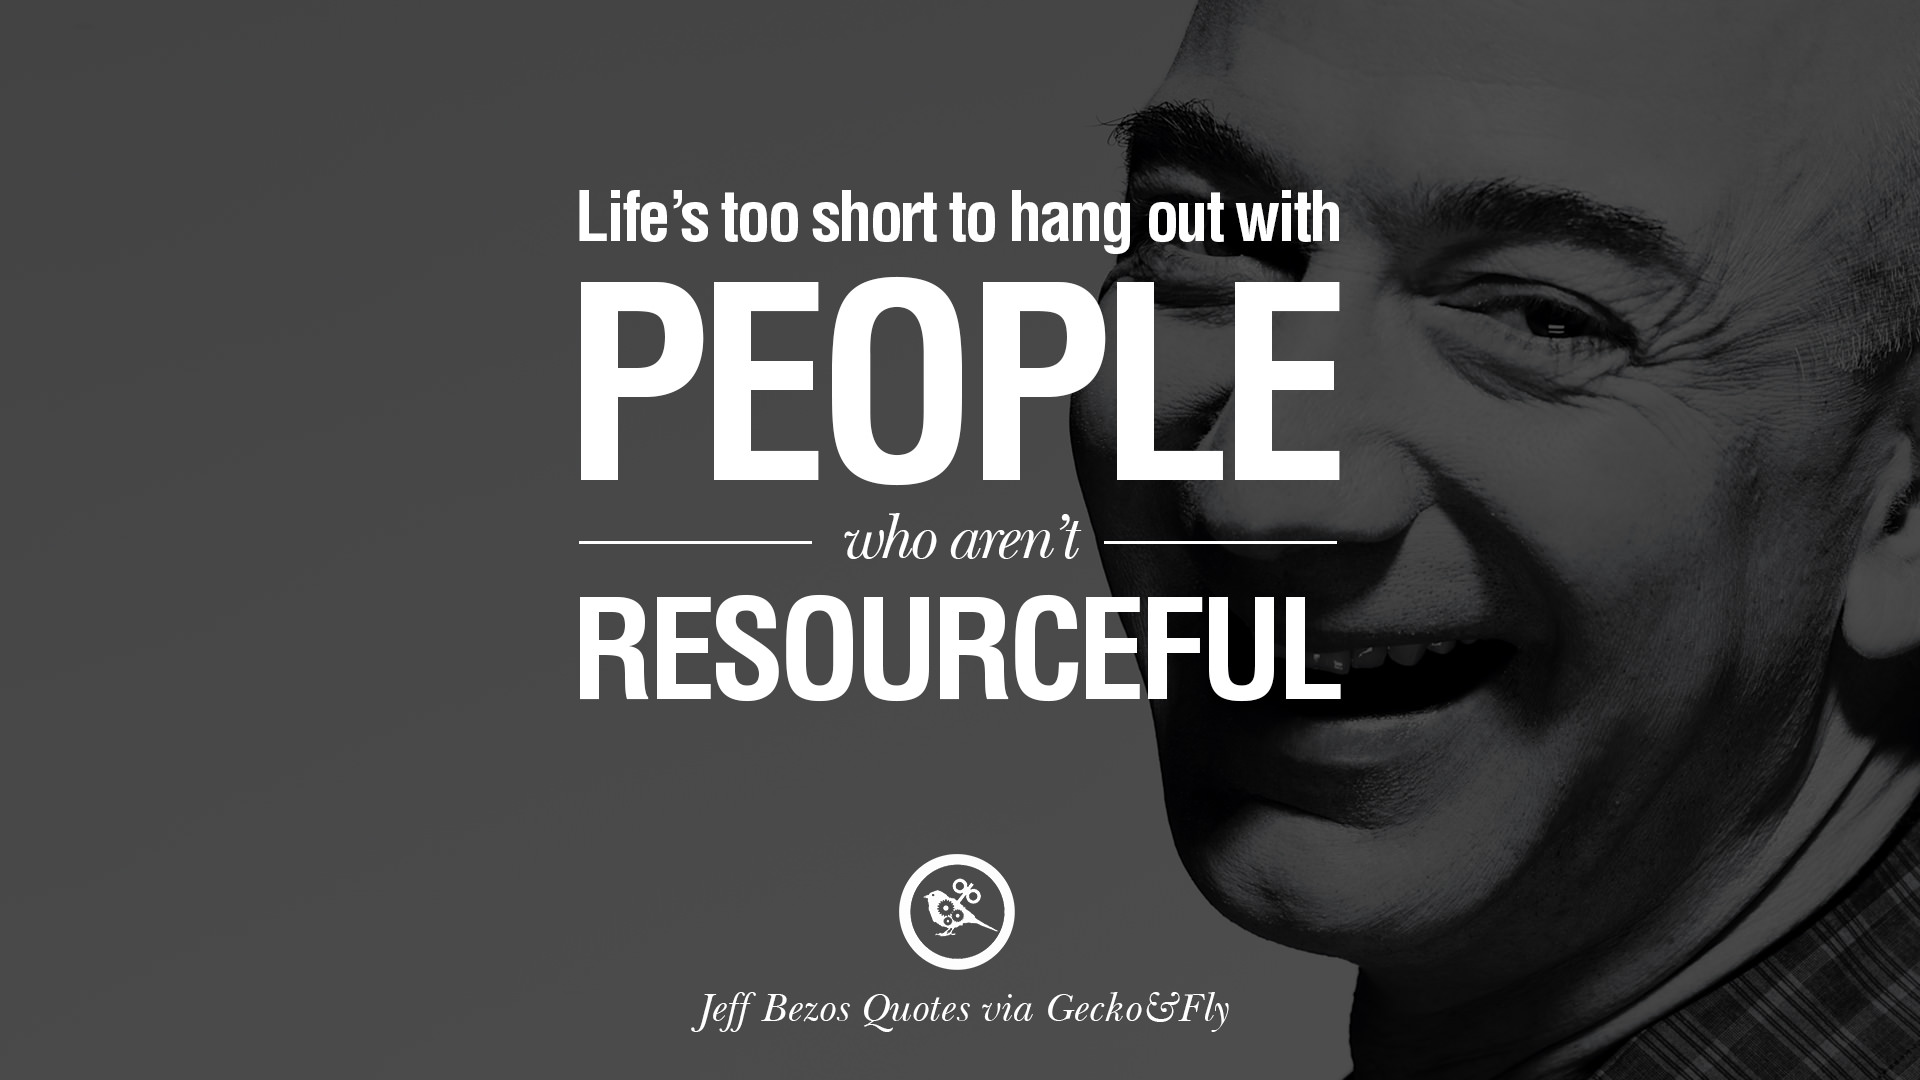 Life’s too short to hang out with
PEOPLE
who aren’t
RESOURCEFUL
Jeff Bezos Quotes via Gecko&Fly